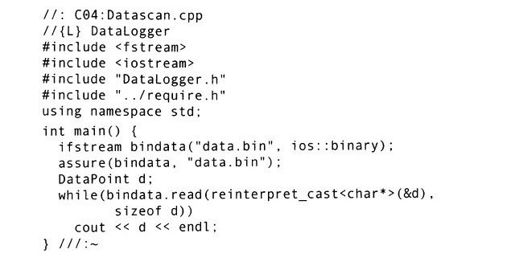 //: C04:Datascan.cpp
//{L} DataLogger
#include <fstream>
#include <iostream>
#include "DataLogger.h"
#include "../require.h"
using namespace std;
int main() {
  ifstream bindata("data.bin", ios::binary);
  assure(bindata, "data.bin");
  DataPoint d;
  while(bindata.read(reinterpret_cast<char*>(&d),
        sizeof d))
    cout << d << endl;
} ///:~